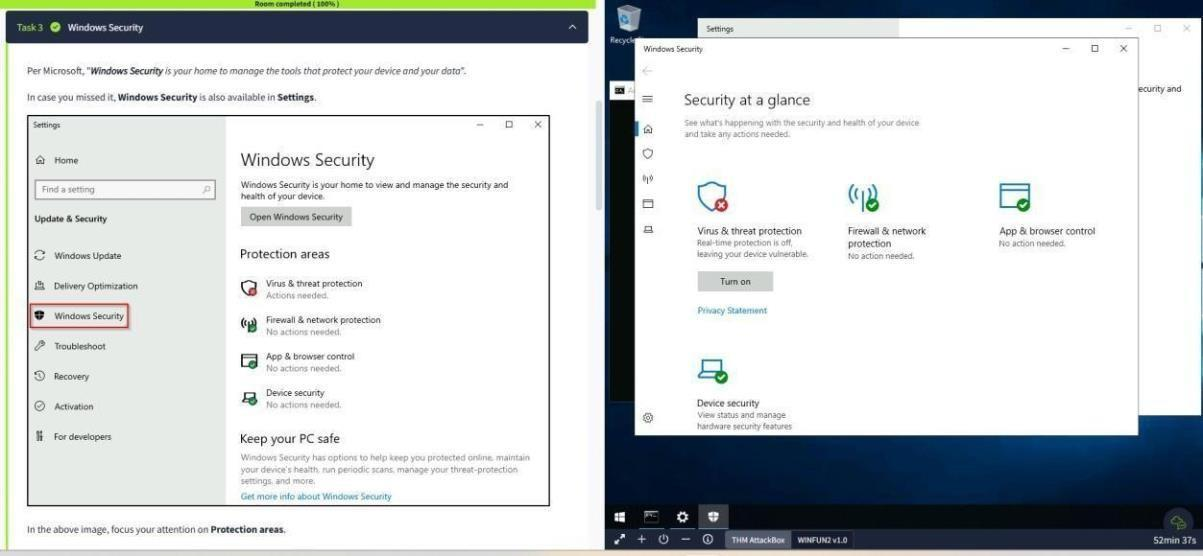 Room completed ( 100% )
Task 3 Windows Security
Per Microsoft, "Windows Security is your home to manage the tools that protect your device and your data".
In case you missed it, Windows Security is also available in Settings.
Settings
Home
Find a setting
Update & Security
Windows Update
Delivery Optimization
Windows Security
Troubleshoot
Recovery
Activation
For developers
Windows Security
Windows Security is your home to view and manage the security and
health of your device.
Open Windows Security
Protection areas
Virus & threat protection
Actions needed.
Firewall & network protection
No actions needed.
App & browser control
No actions needed.
Device security
No actions needed.
Keep your PC safe
Windows Security has options to help keep you protected online, maintain
your device's health, run periodic scans, manage your threat-protection
settings, and more.
Get more info about Windows Security
In the above image, focus your attention on Protection areas.
Settings
ecurity and
Windows Security
Security at a glance
See what's happening with the security and health of your device
and take any actions needed.
Virus & threat protection
Real-time protection is off,
leaving your device vulnerable.
Turn on
Privacy Statement
Firewall & network
protection
No action needed.
App & browser control
No action needed.
Device security
View status and manage
hardware security features
THM AttackBox
WINFUN2 v1.0
52min 37s